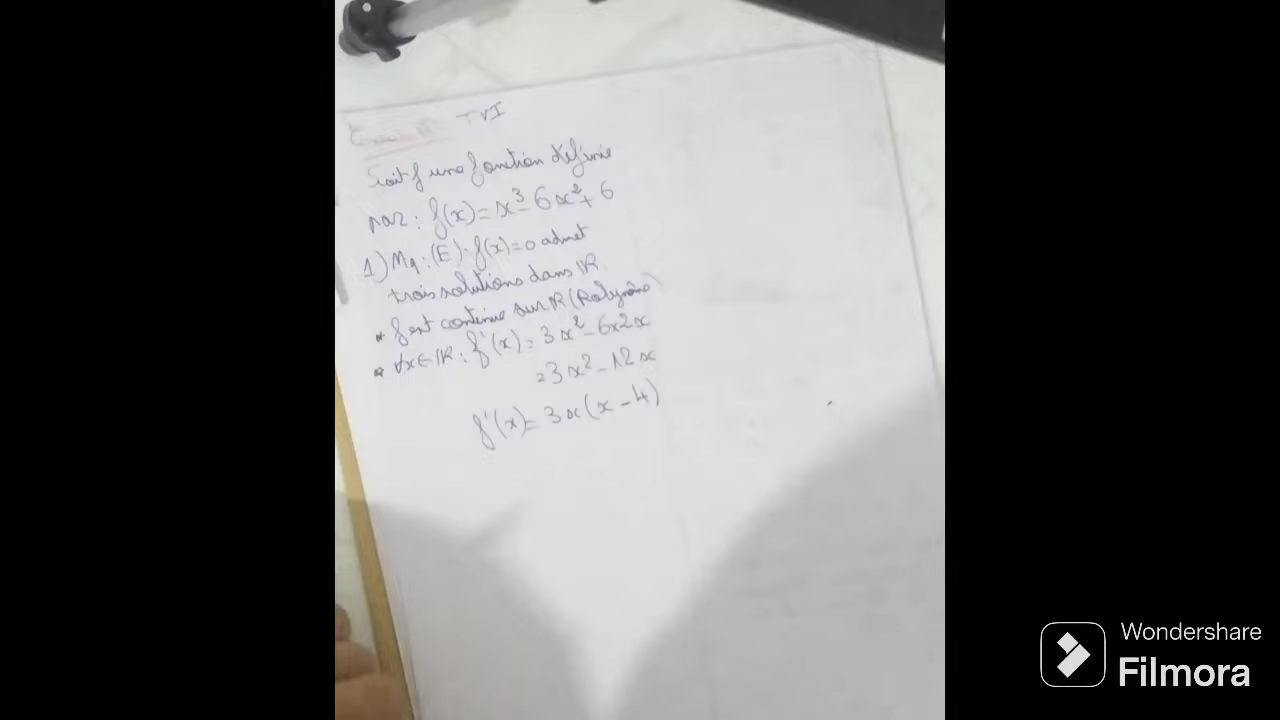 TVI
Soit f une fonction définie
par : f(x) = x³ - 6x² + 6
1) Mq : (E) : f(x) = 0 admet
trois solutions dans IR.
* f est continue sur IR (Polynôme)
* ∀x ∈ IR : f'(x) = 3x² - 6x2x
= 3x² - 12x
f'(x) = 3x(x - 4)
Wondershare
Filmora